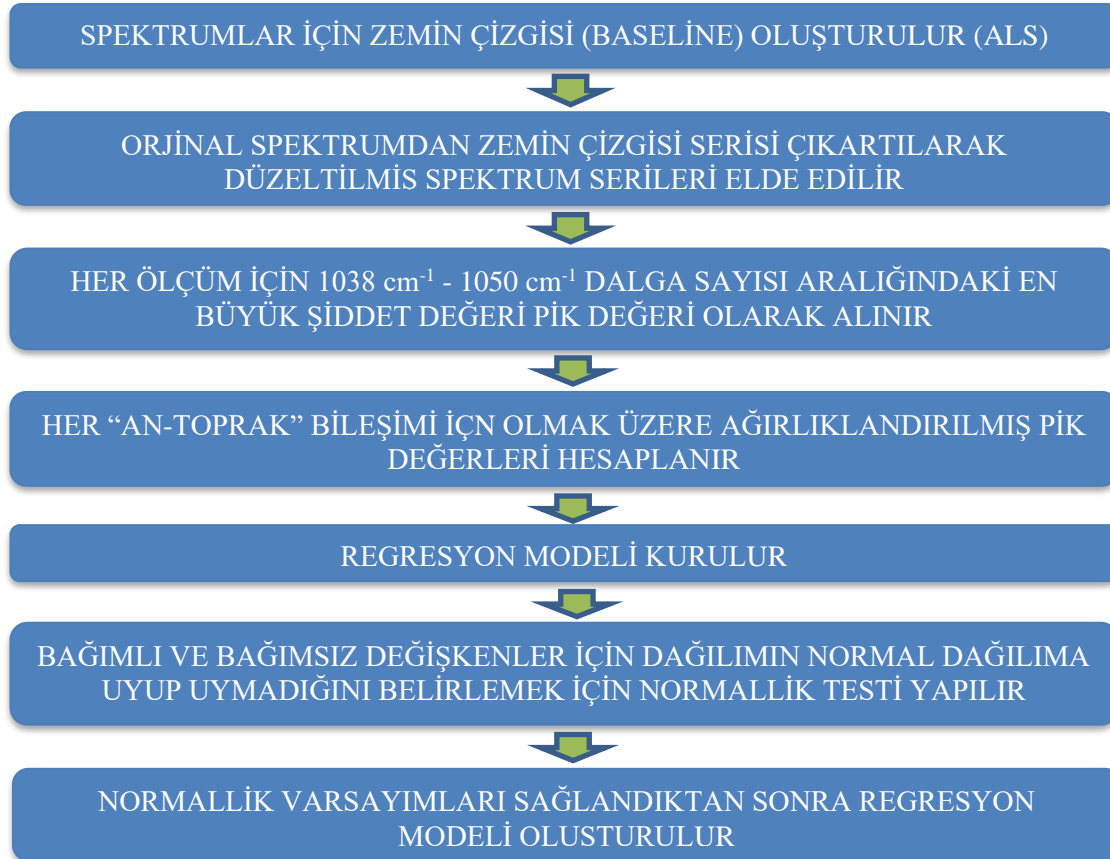 SPEKTRUMLAR İÇİN ZEMİN ÇİZGİSİ (BASELİNE) OLUŞTURULUR (ALS)
ORJİNAL SPEKTRUMDAN ZEMİN ÇİZGİSİ SERİSİ ÇIKARTILARAK
DÜZELTİLMİS SPEKTRUM SERİLERİ ELDE EDİLİR
HER ÖLÇÜM İÇİN 1038 cm⁻¹ - 1050 cm⁻¹ DALGA SAYISI ARALIĞINDAKİ EN
BÜYÜK ŞİDDET DEĞERİ PİK DEĞERİ OLARAK ALINIR
HER “AN-TOPRAK” BİLEŞİMİ İÇN OLMAK ÜZERE AĞIRLIKLANDIRILMIŞ PİK
DEĞERLERİ HESAPLANIR
REGRESYON MODELİ KURULUR
BAĞIMLI VE BAĞIMSIZ DEĞİŞKENLER İÇİN DAĞILIMIN NORMAL DAĞILIMA
UYUP UYMADIĞINI BELİRLEMEK İÇİN NORMALLİK TESTİ YAPILIR
NORMALLİK VARSAYIMLARI SAĞLANDIKTAN SONRA REGRESYON
MODELİ OLUSTURULUR